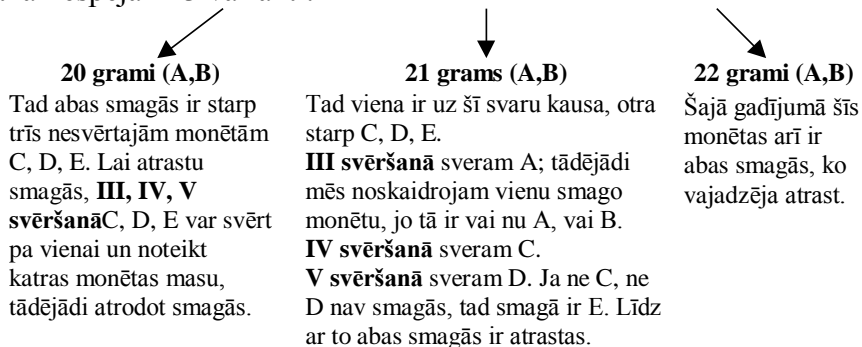 20 grami (A,B)
Tad abas smagās ir starp
trīs nesvērtajām monētām
C, D, E. Lai atrastu
smagās, III, IV, V
svēršanāC, D, E var svērt
pa vienai un noteikt
katras monētas masu,
tādējādi atrodot smagās.
21 grams (A,B)
Tad viena ir uz šī svaru kausa, otra
starp C, D, E.
III svēršanā sveram A; tādējādi
mēs noskaidrojam vienu smago
monētu, jo tā ir vai nu A, vai B.
IV svēršanā sveram C.
V svēršanā sveram D. Ja ne C, ne
D nav smagās, tad smagā ir E. Līdz
ar to abas smagās ir atrastas.
22 grami (A,B)
Šajā gadījumā šīs
monētas arī ir
abas smagās, ko
vajadzēja atrast.